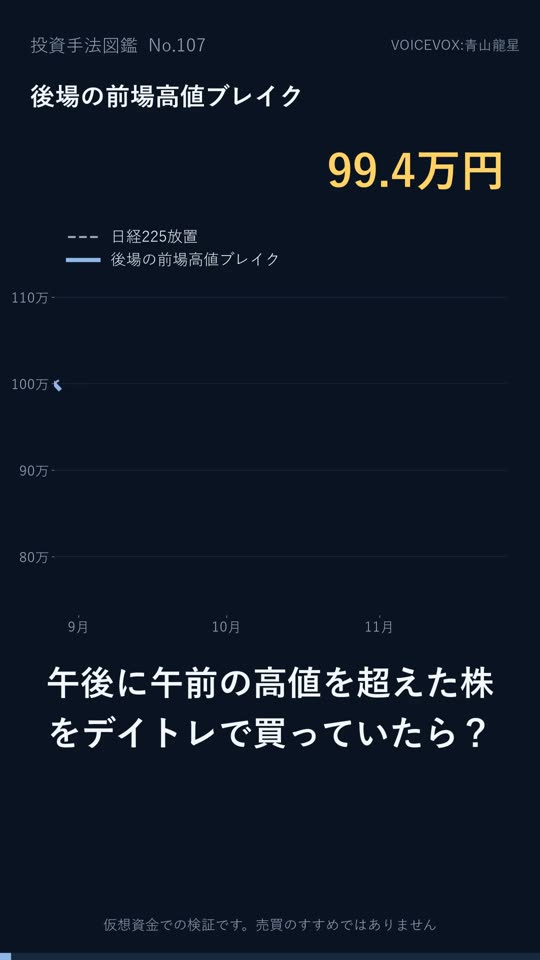 投資手法図鑑 No.107
VOICEVOX:青山龍星
後場の前場高値ブレイク
99.4万円
日経225放置
後場の前場高値ブレイク
110万
100万
90万
80万
9月
10月
11月
午後に午前の高値を超えた株
をデイトレで買っていたら？
仮想資金での検証です。売買のすすめではありません